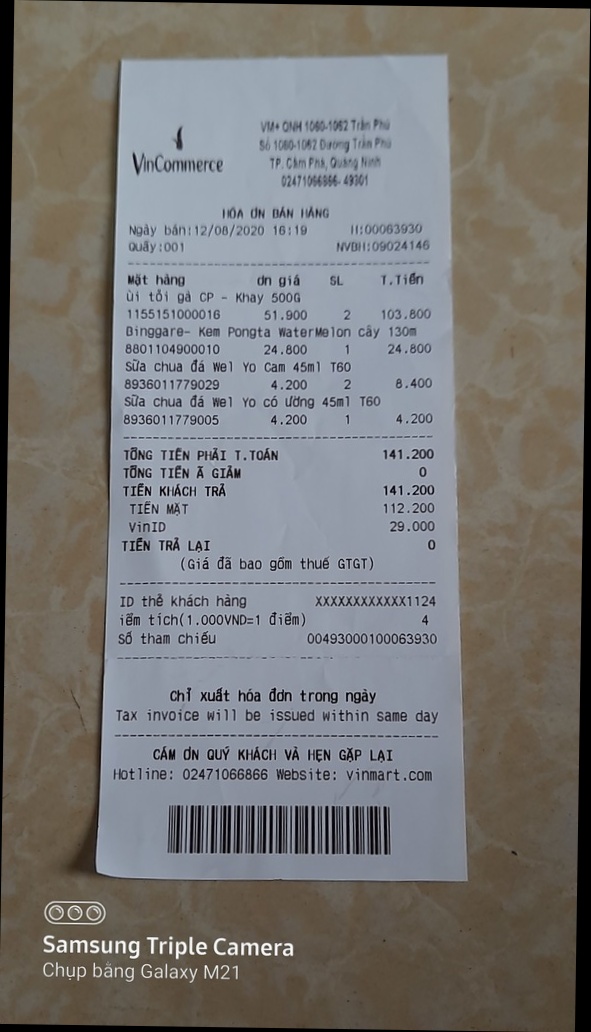 VinCommerce
VM+ QNH 1060-1062 Trần Phú
Số 1060-1062 Đường Trần Phú
TP. Cẩm Phả, Quảng Ninh
02471066866- 49301
HÓA ƠN BÁN HÀNG
Ngày bán:12/08/2020 16:19 H:00063930
Quầy:001 NVBH:09024146
Mặt hàng ơn giá SL T.Tiền
ùi tỏi gà CP - Khay 500G
1155151000016 51.900 2 103.800
Binggare- Kem Pongta WaterMelon cây 130m
8801104900010 24.800 1 24.800
Sữa chua đá Wel Yo Cam 45ml T60
8936011779029 4.200 2 8.400
Sữa chua đá Wel Yo có ường 45ml T60
8936011779005 4.200 1 4.200
TỔNG TIỀN PHẢI T.TOÁN 141.200
TỔNG TIỀN Ã GIẢM 0
TIỀN KHÁCH TRẢ 141.200
TIỀN MẶT 112.200
VinID 29.000
TIỀN TRẢ LẠI 0
(Giá đã bao gồm thuế GTGT)
ID thẻ khách hàng XXXXXXXXXXXX1124
iểm tích(1.000VND=1 điểm) 4
Số tham chiếu 00493000100063930
Chỉ xuất hóa đơn trong ngày
Tax invoice will be issued within same day
CẢM ƠN QUÝ KHÁCH VÀ HẸN GẶP LẠI
Hotline: 02471066866 Website: vinmart.com
Samsung Triple Camera
Chụp bằng Galaxy M21